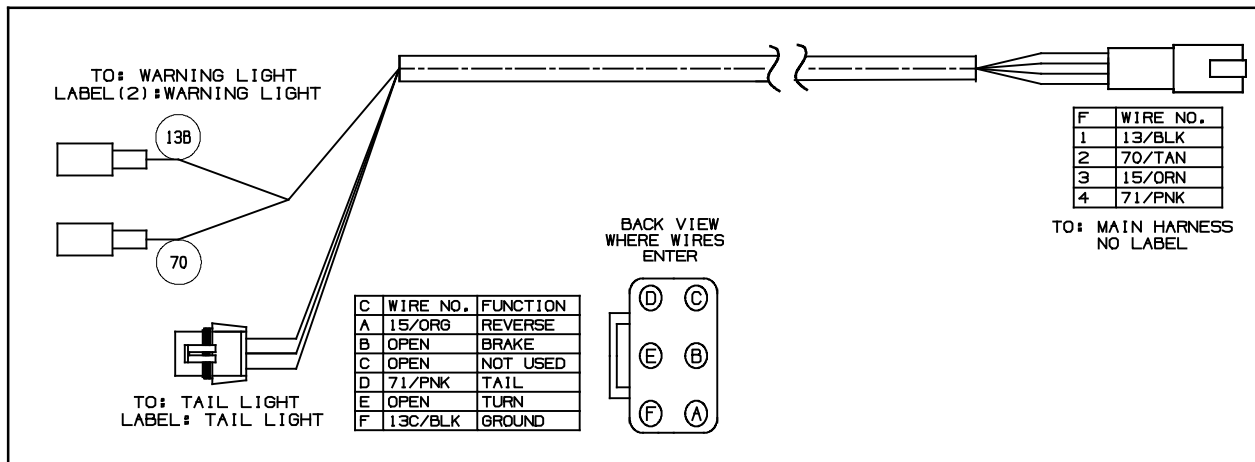 TO: WARNING LIGHT
LABEL(2):WARNING LIGHT
13B
70
TO: TAIL LIGHT
LABEL: TAIL LIGHT
C WIRE NO. FUNCTION
A 15/ORG REVERSE
B OPEN BRAKE
C OPEN NOT USED
D 71/PNK TAIL
E OPEN TURN
F 13C/BLK GROUND
BACK VIEW
WHERE WIRES
ENTER
D C
E B
F A
F WIRE NO.
1 13/BLK
2 70/TAN
3 15/ORN
4 71/PNK
TO: MAIN HARNESS
NO LABEL